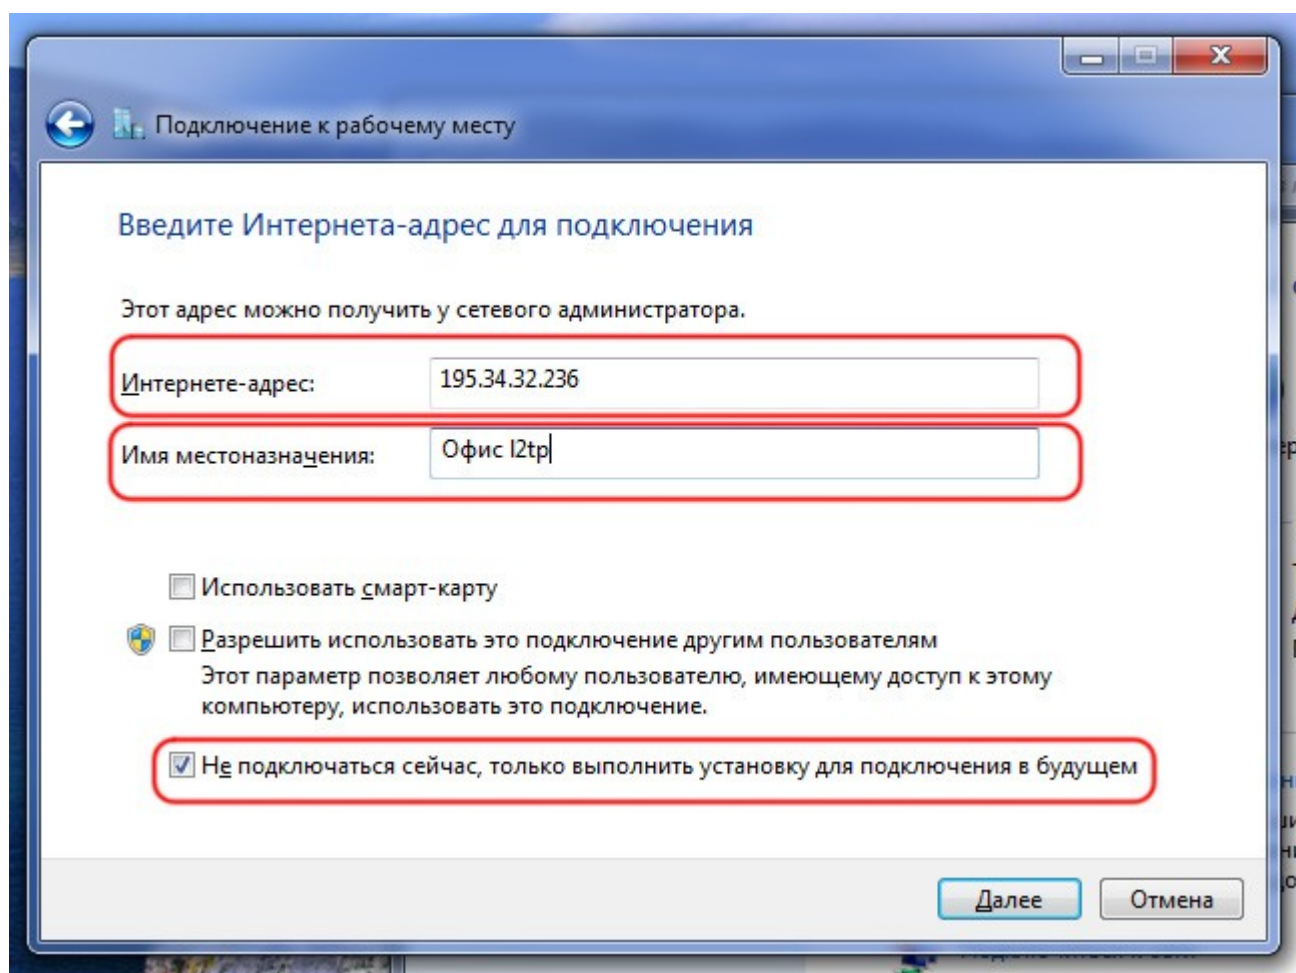 Подключение к рабочему месту
Введите Интернета-адрес для подключения
Этот адрес можно получить у сетевого администратора.
Интернете-адрес: 195.34.32.236
Имя местоназначения: Офис l2tp
Использовать смарт-карту
Разрешить использовать это подключение другим пользователям
Этот параметр позволяет любому пользователю, имеющему доступ к этому
компьютеру, использовать это подключение.
Не подключаться сейчас, только выполнить установку для подключения в будущем
Далее Отмена